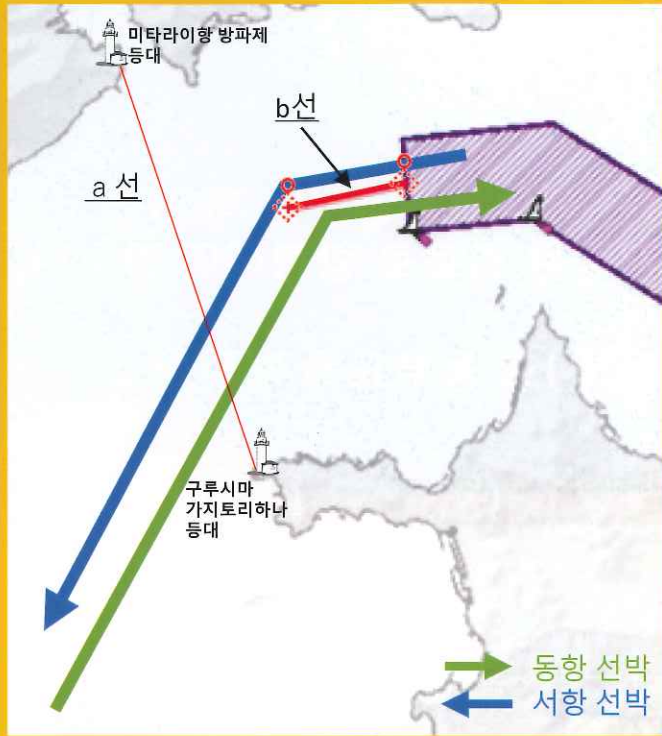 미타라이항 방파제
등대
b선
a 선
구루시마
가지토리하나
등대
동항 선박
서항 선박